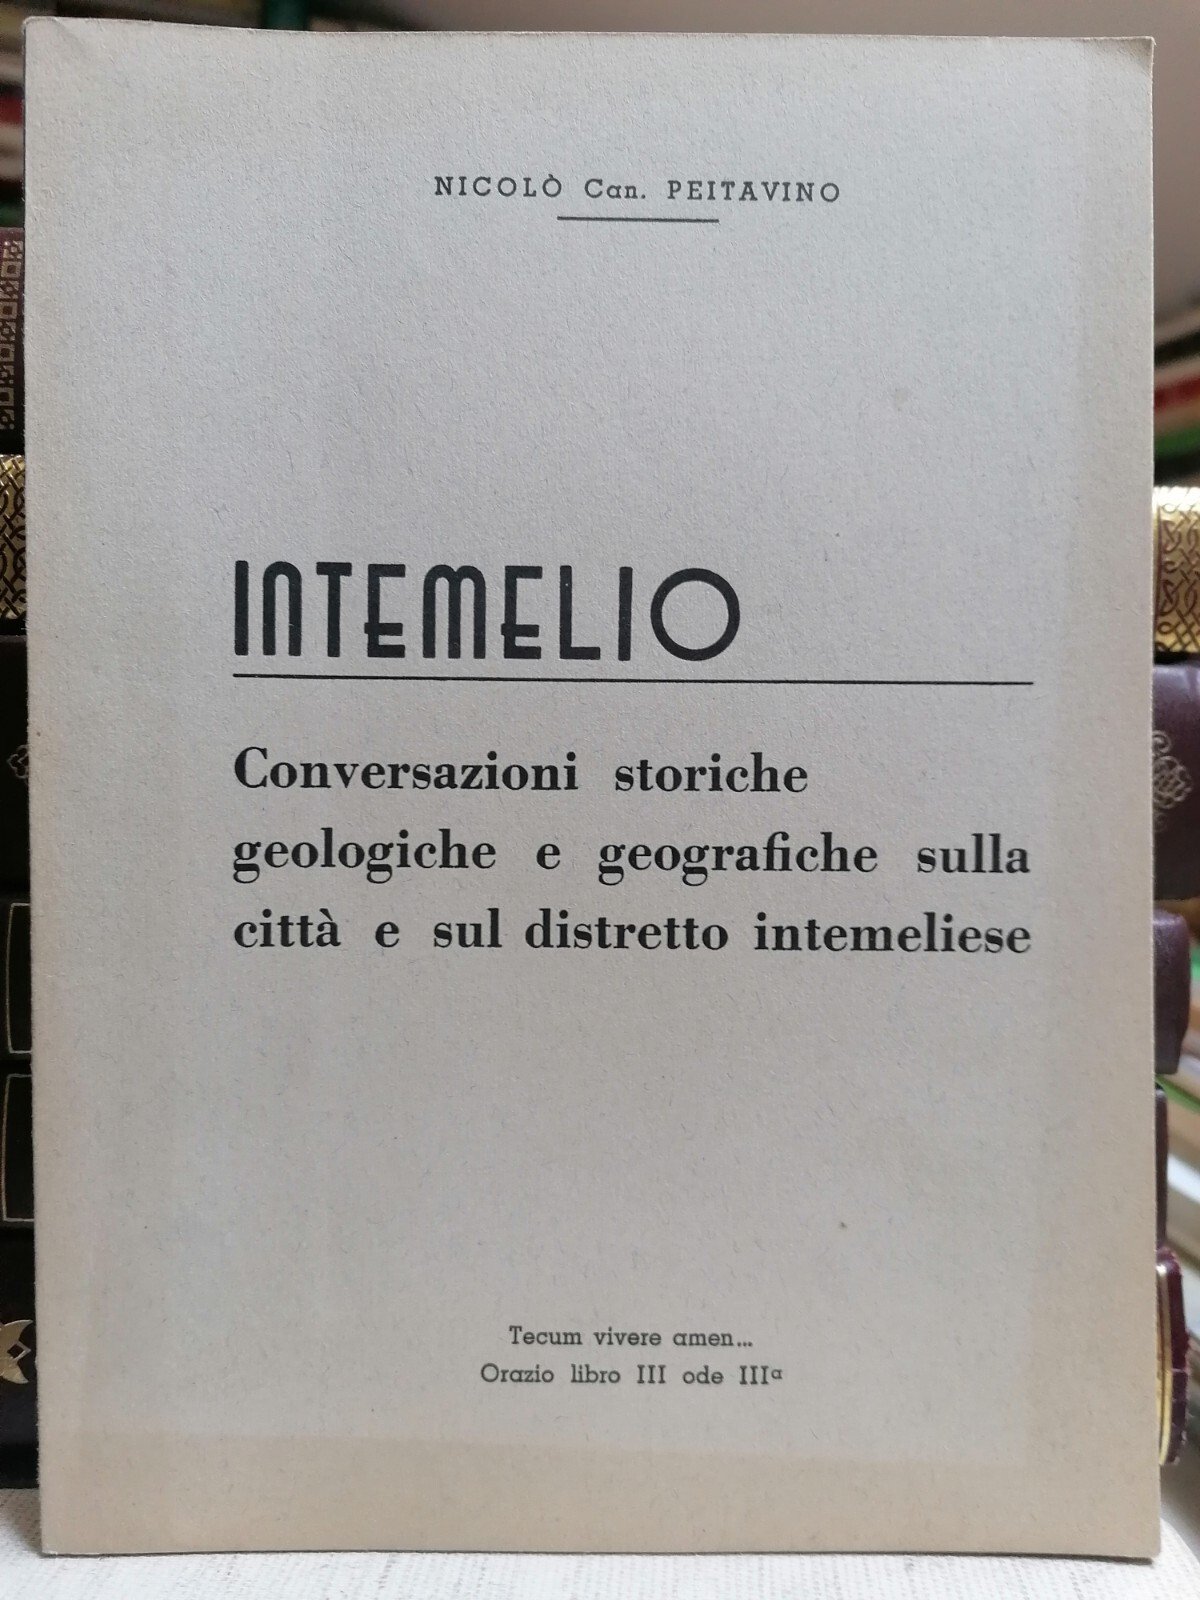 NICOLÒ Can. PEITAVINO
INTEMELIO
Conversazioni storiche
geologiche e geografiche sulla
città e sul distretto intemeliese
Tecum vivere amen...
Orazio libro III ode IIIª